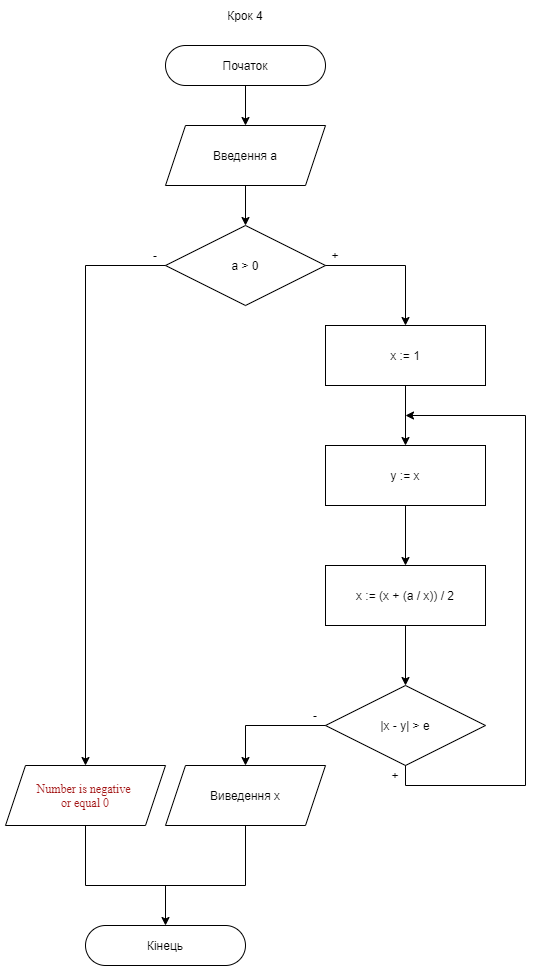 Крок 4
Початок
Введення а
a > 0
-
+
x := 1
y := x
x := (x + (a / x)) / 2
|x - y| > e
-
+
Number is negative
or equal 0
Виведення x
Кінець